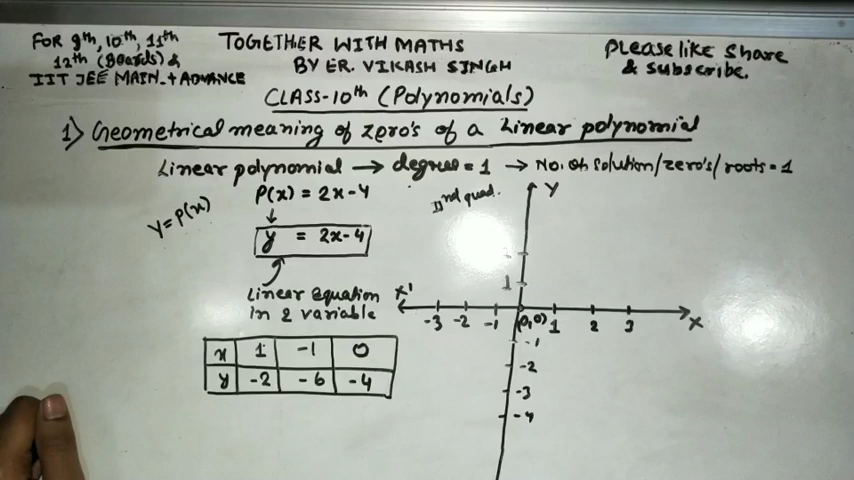 FOR 9th, 10th, 11th
12th (Boards) &
IIT JEE MAIN + ADVANCE
TOGETHER WITH MATHS
BY ER. VIKASH SINGH
PLEASE like Share
& Subscribe.
CLASS-10th (Polynomials)
1) Geometrical meaning of zero's of a Linear polynomial
Linear polynomial → degree = 1 → No. of Solution/zero's/roots = 1
Y = P(x)
P(x) = 2x-4
↓
y = 2x-4
Linear equation
in 2 variable
x 1 -1 0
y -2 -6 -4
IInd quad.
Y
1
X'
-3 -2 -1 (0,0) 1 2 3 X
-1
-2
-3
-4